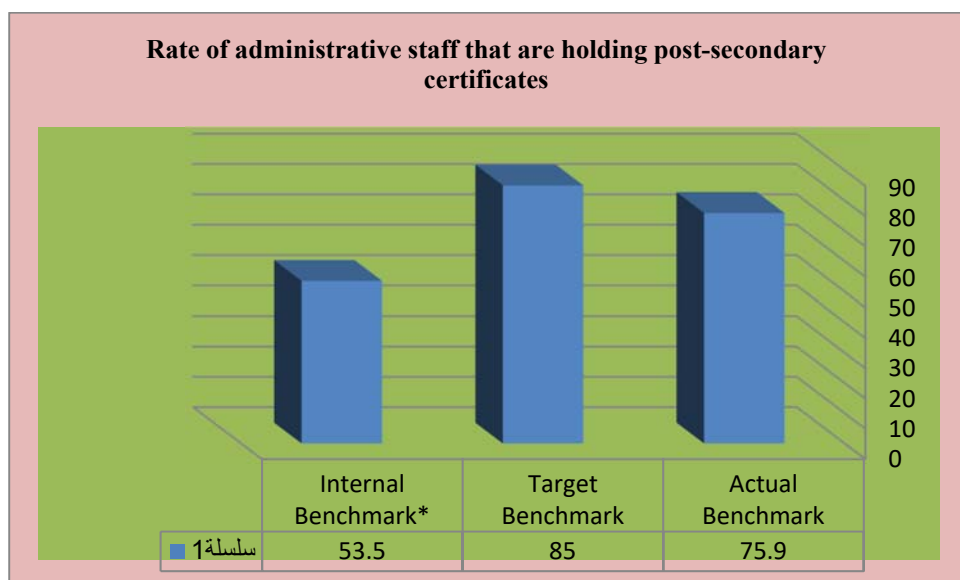 Rate of administrative staff that are holding post-secondary
certificates
90
80
70
60
50
40
30
20
10
0
Internal Benchmark* Target Benchmark Actual Benchmark
سلسلة1 53.5 85 75.9